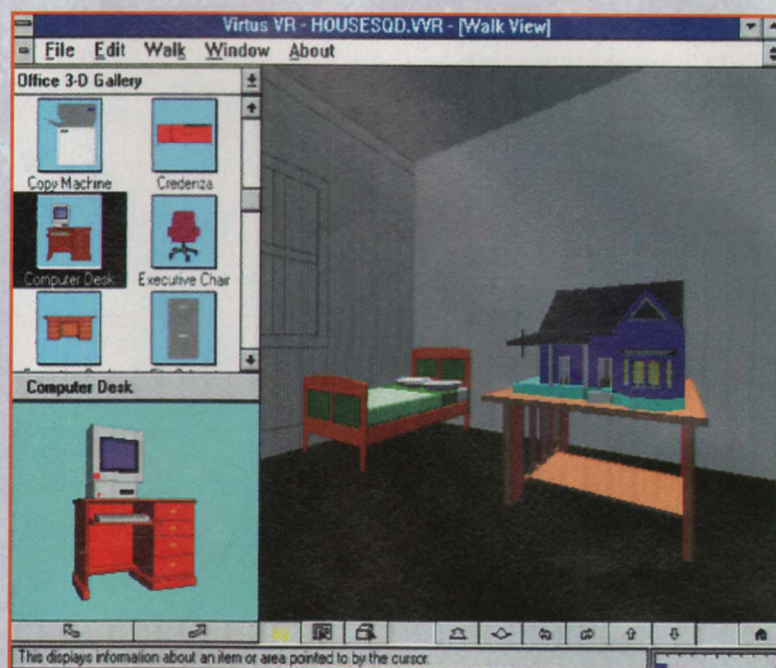 Virtus VR - HOUSESQD.VVR - [Walk View]
File Edit Walk Window About
Office 3-D Gallery
Copy Machine Credenza
Computer Desk Executive Chair
Computer Desk
This displays information about an item or area pointed to by the cursor.